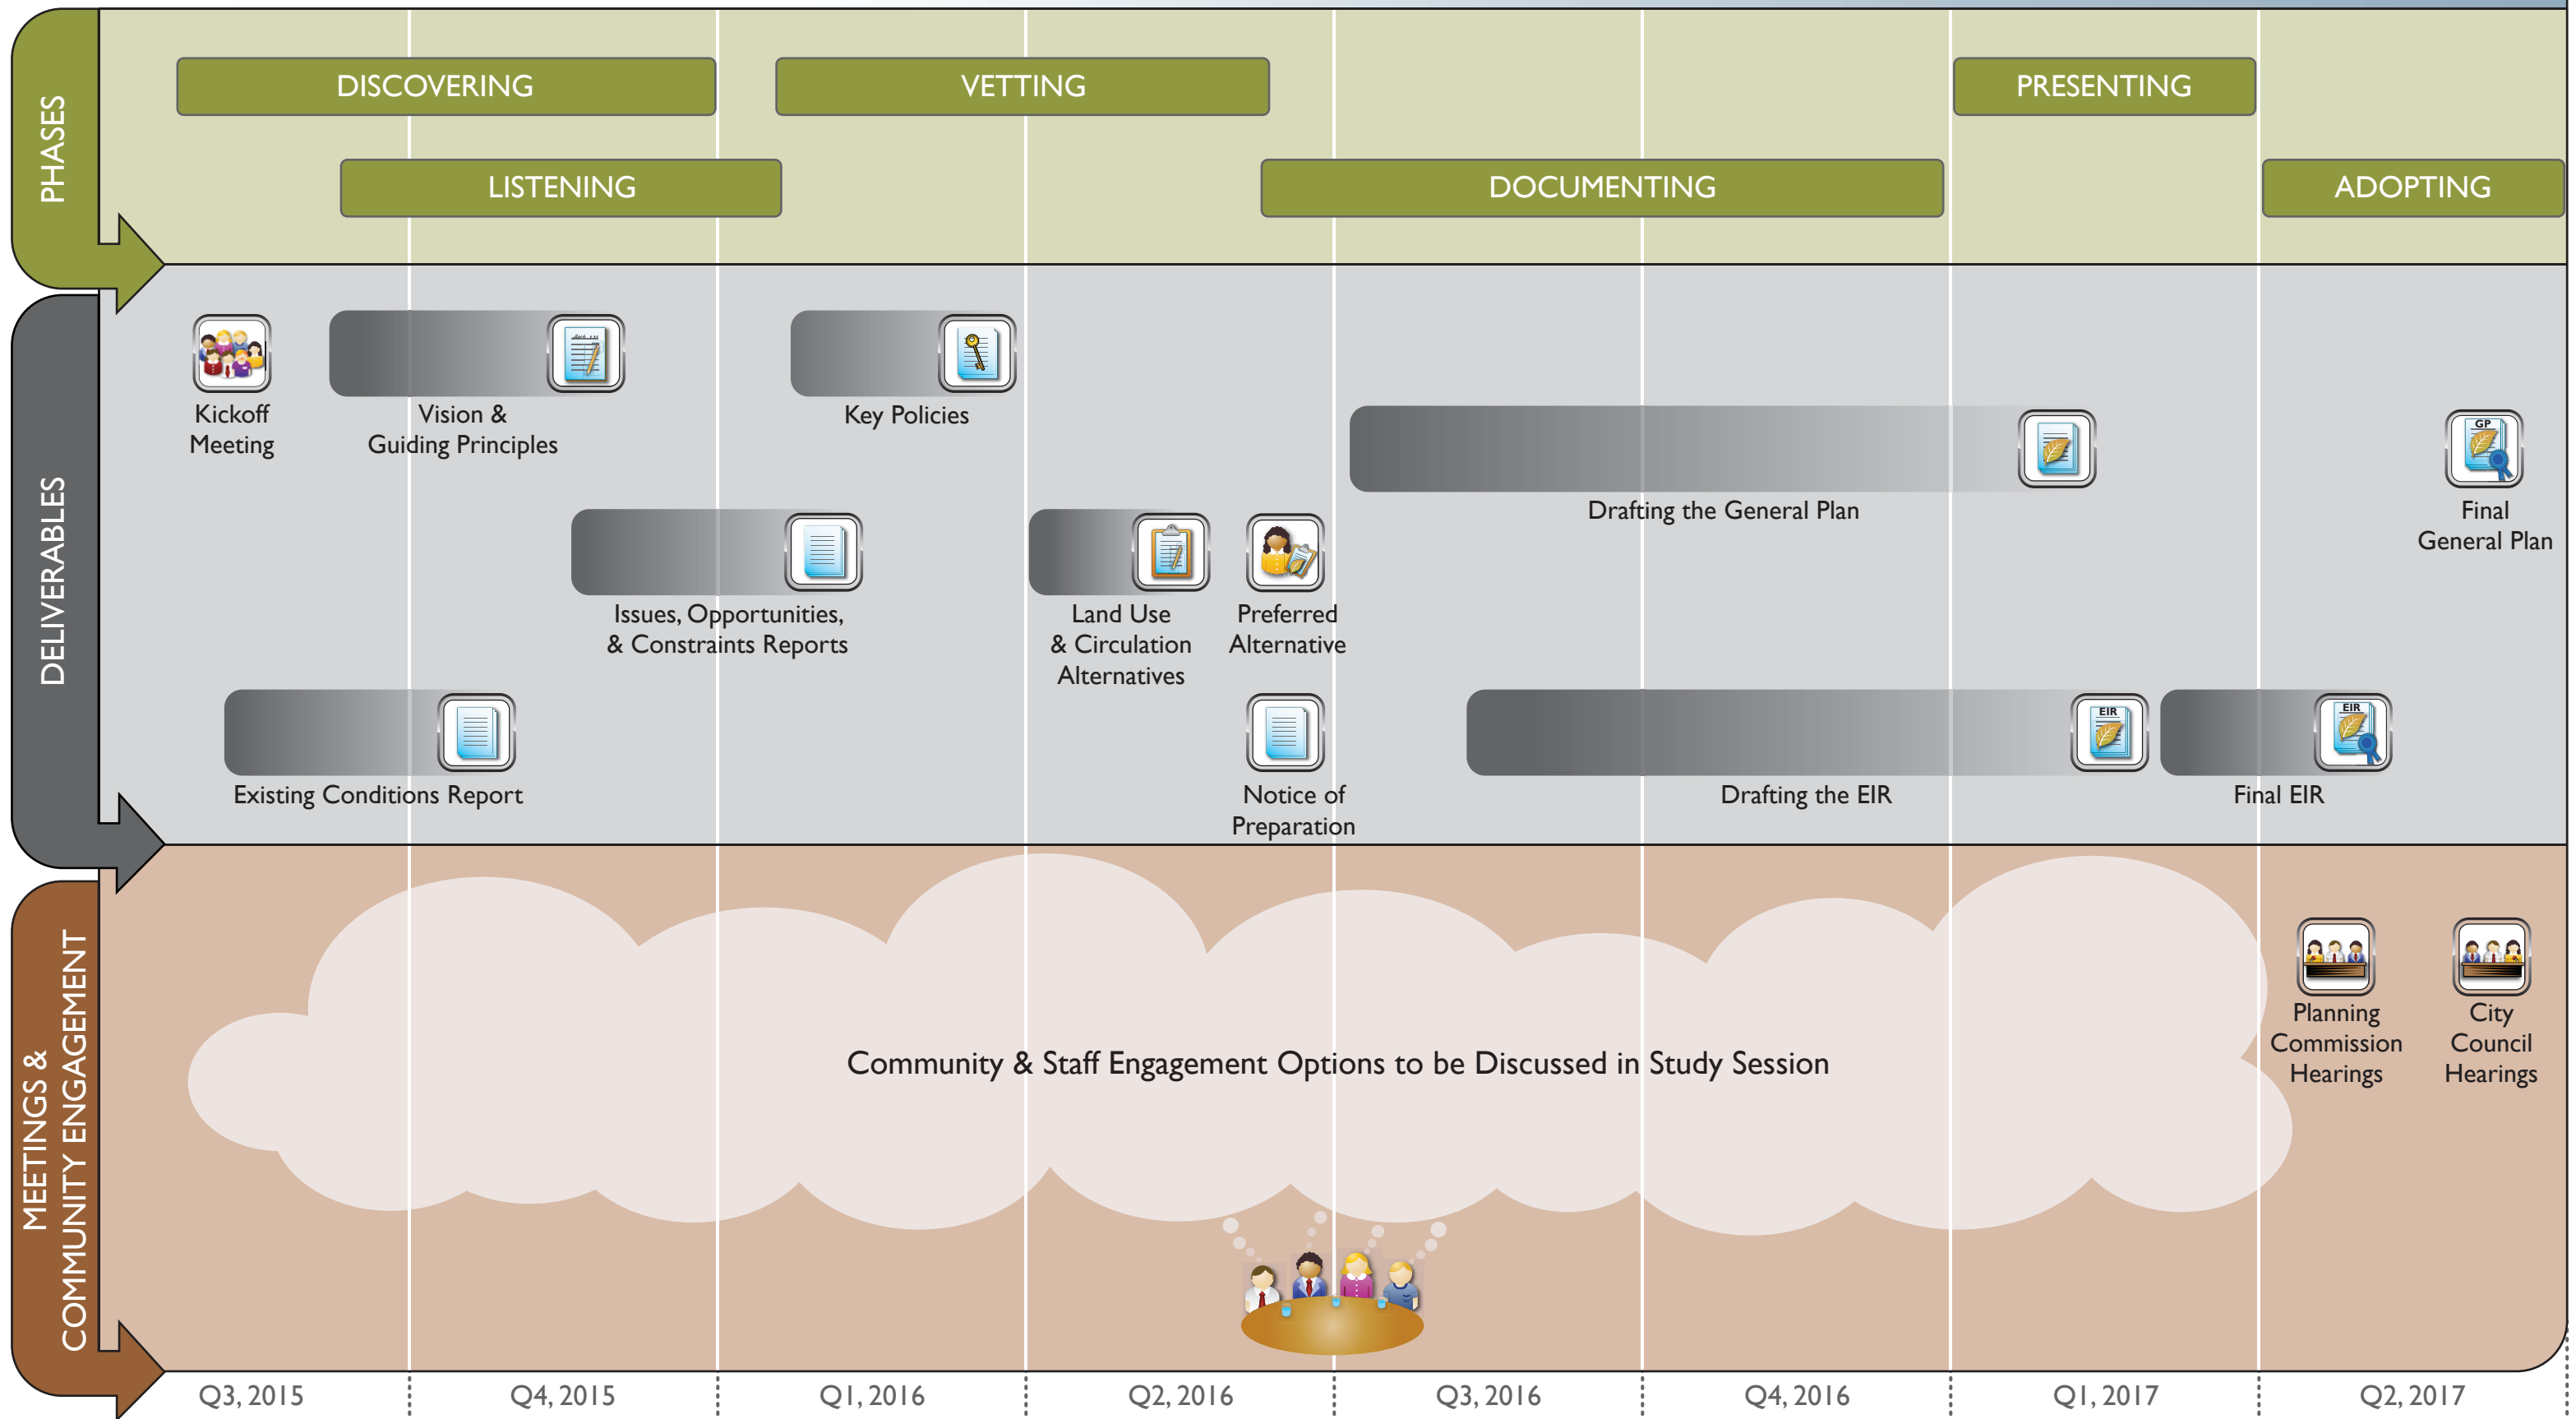 PHASES
DISCOVERING
VETTING
PRESENTING
LISTENING
DOCUMENTING
ADOPTING
DELIVERABLES
Kickoff
Meeting
Vision &
Guiding Principles
Key Policies
Drafting the General Plan
GP
Final
General Plan
Issues, Opportunities,
& Constraints Reports
Land Use
& Circulation
Alternatives
Preferred
Alternative
Existing Conditions Report
Notice of
Preparation
EIR
Drafting the EIR
EIR
Final EIR
MEETINGS &
COMMUNITY ENGAGEMENT
Community & Staff Engagement Options to be Discussed in Study Session
Planning
Commission
Hearings
City
Council
Hearings
Q3, 2015
Q4, 2015
Q1, 2016
Q2, 2016
Q3, 2016
Q4, 2016
Q1, 2017
Q2, 2017